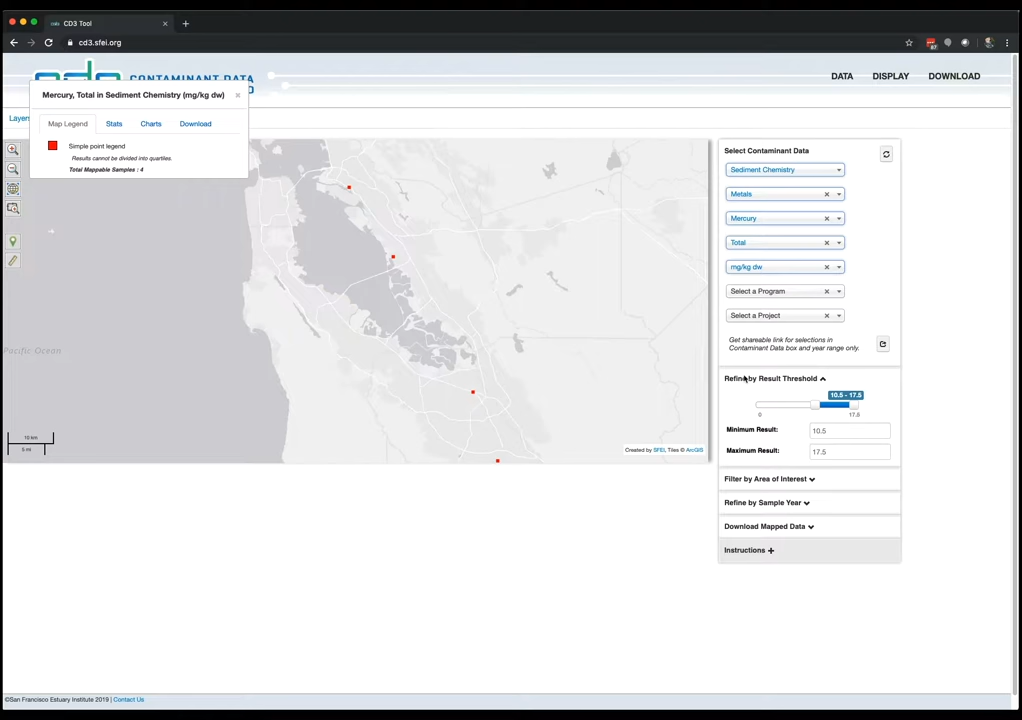 CD3 Tool
cd3.sfei.org
67
CONTAMINANT DATA
DATA
DISPLAY
DOWNLOAD
Mercury, Total in Sediment Chemistry (mg/kg dw)
Map Legend
Stats
Charts
Download
Simple point legend
Results cannot be divided into quartiles.
Total Mappable Samples : 4
Pacific Ocean
10 km
5 mi
Created by SFEI, Tiles © ArcGIS
Select Contaminant Data
Sediment Chemistry
Metals
Mercury
Total
mg/kg dw
Select a Program
Select a Project
Get shareable link for selections in
Contaminant Data box and year range only.
Refine by Result Threshold
10.5 - 17.5
0
17.5
Minimum Result:
10.5
Maximum Result:
17.5
Filter by Area of Interest
Refine by Sample Year
Download Mapped Data
Instructions
©San Francisco Estuary Institute 2019 | Contact Us